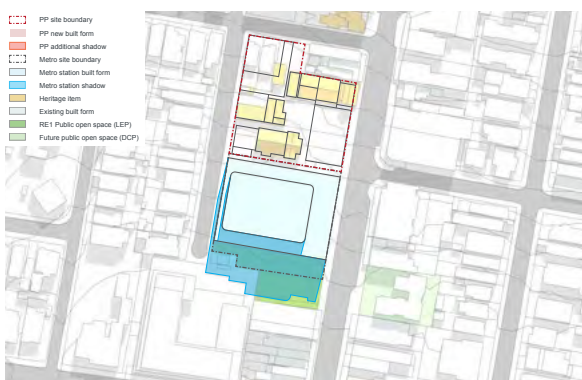 PP site boundary
PP new built form
PP additional shadow
Metro site boundary
Metro station built form
Metro station shadow
Heritage item
Existing built form
RE1 Public open space (LEP)
Future public open space (DCP)